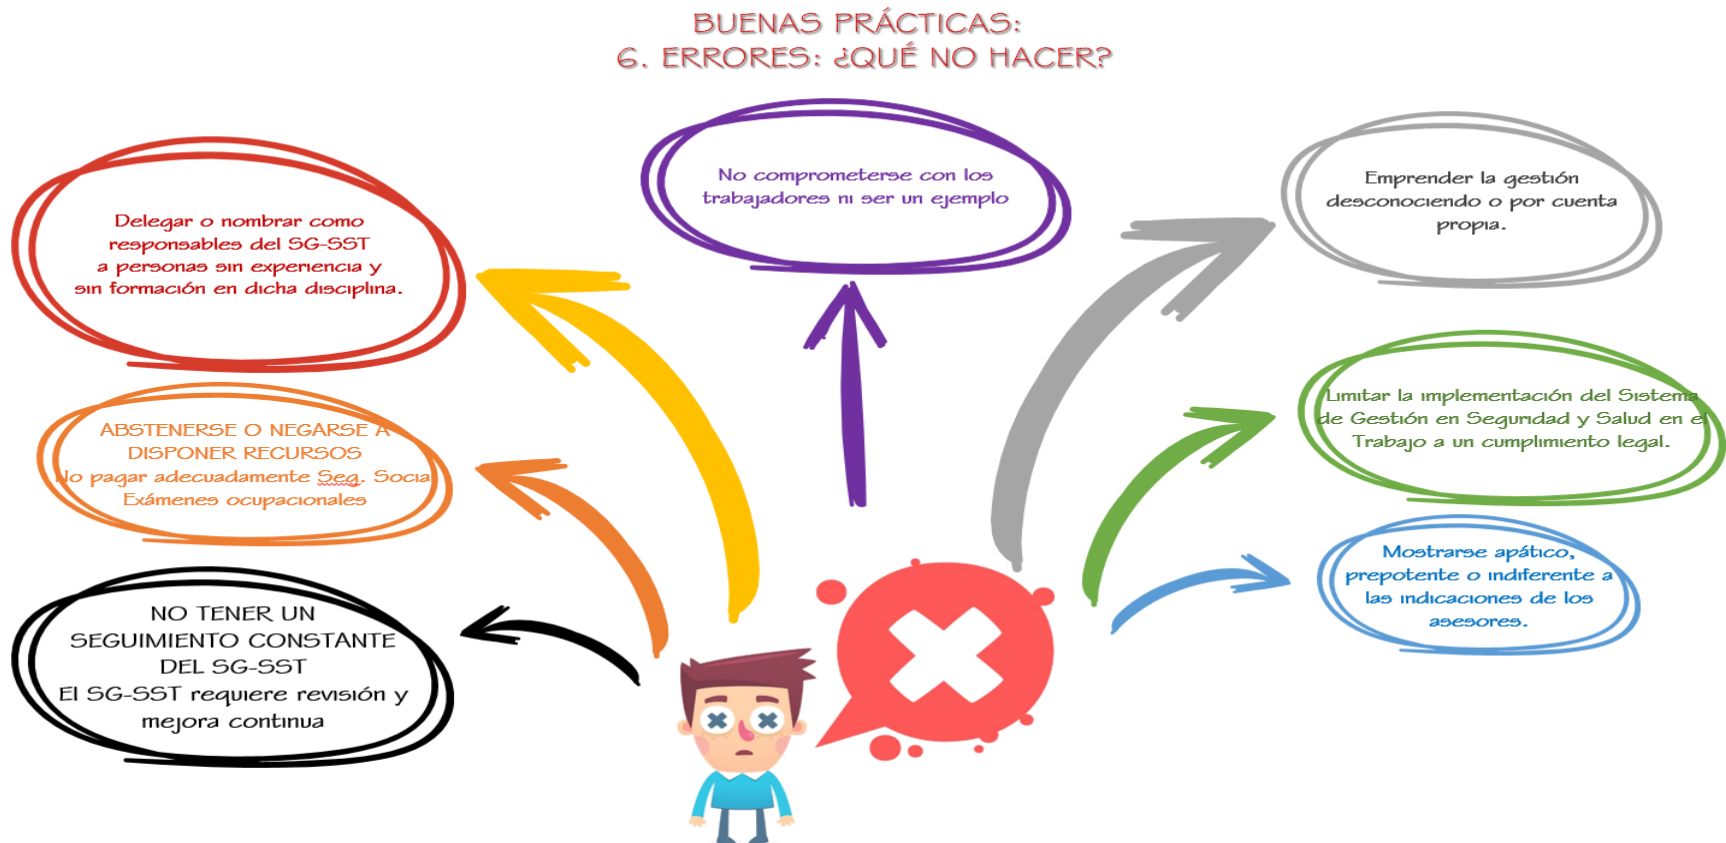 BUENAS PRÁCTICAS:
6. ERRORES: ¿QUÉ NO HACER?
Delegar o nombrar como
responsables del SG-SST
a personas sin experiencia y
sin formación en dicha disciplina.
ABSTENERSE O NEGARSE A
DISPONER RECURSOS
No pagar adecuadamente Seg. Social
Exámenes ocupacionales
NO TENER UN
SEGUIMIENTO CONSTANTE
DEL SG-SST
El SG-SST requiere revisión y
mejora continua
No comprometerse con los
trabajadores ni ser un ejemplo
Emprender la gestión
desconociendo o por cuenta
propia.
Limitar la implementación del Sistema
de Gestión en Seguridad y Salud en el
Trabajo a un cumplimiento legal.
Mostrarse apático,
prepotente o indiferente a
las indicaciones de los
asesores.